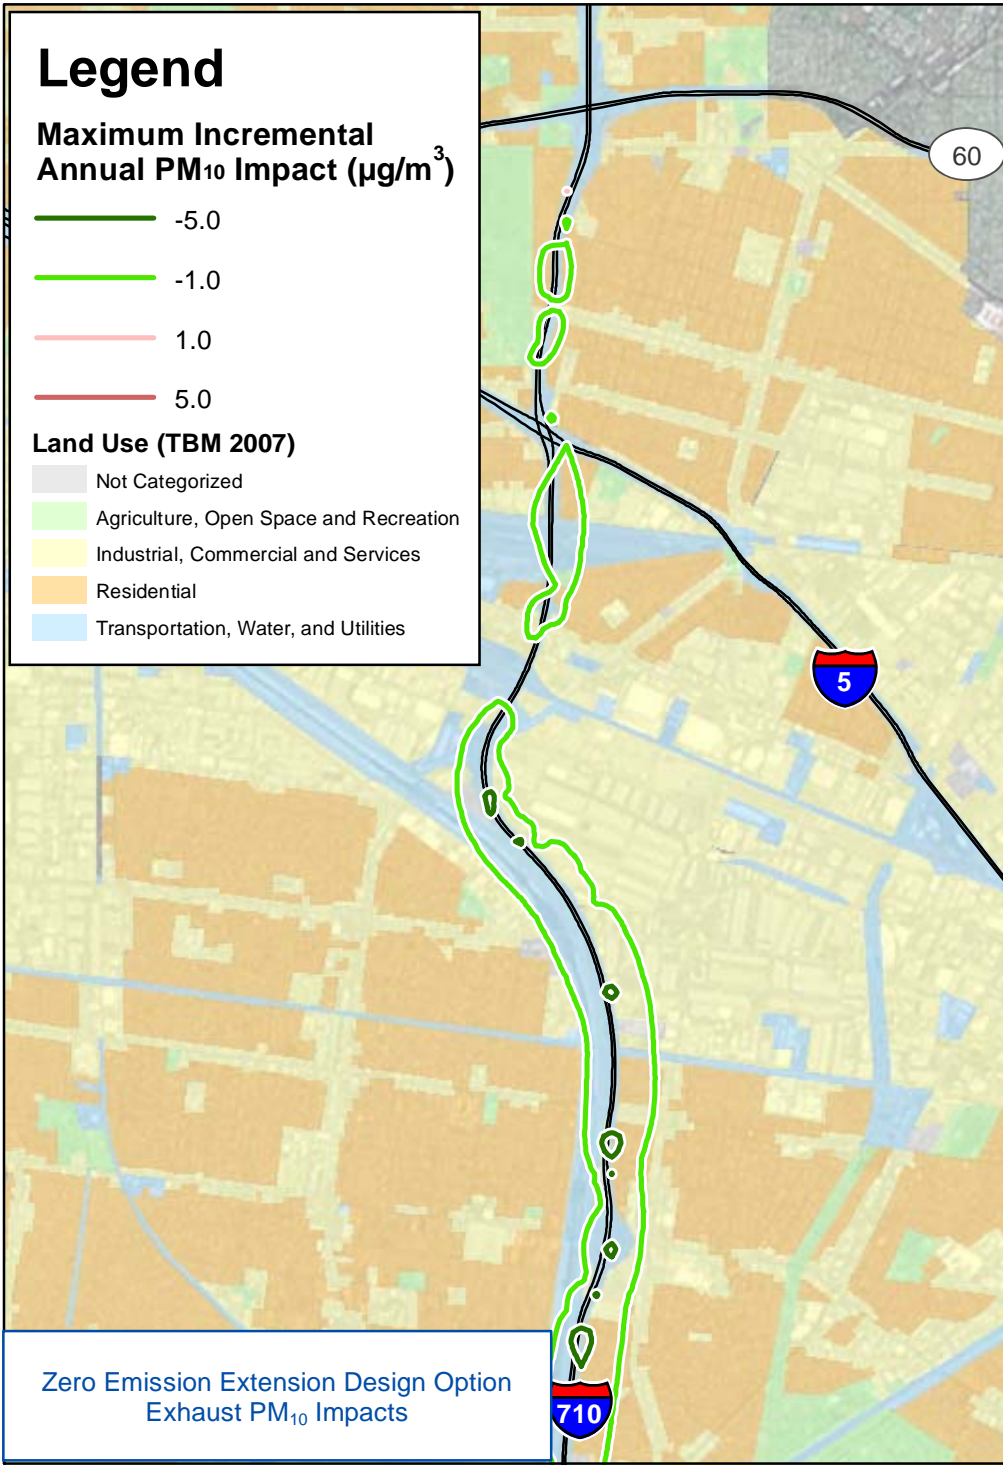 Legend
Maximum Incremental
Annual PM10 Impact (µg/m³)
-5.0
-1.0
1.0
5.0
Land Use (TBM 2007)
Not Categorized
Agriculture, Open Space and Recreation
Industrial, Commercial and Services
Residential
Transportation, Water, and Utilities
60
5
710
Zero Emission Extension Design Option
Exhaust PM₁₀ Impacts